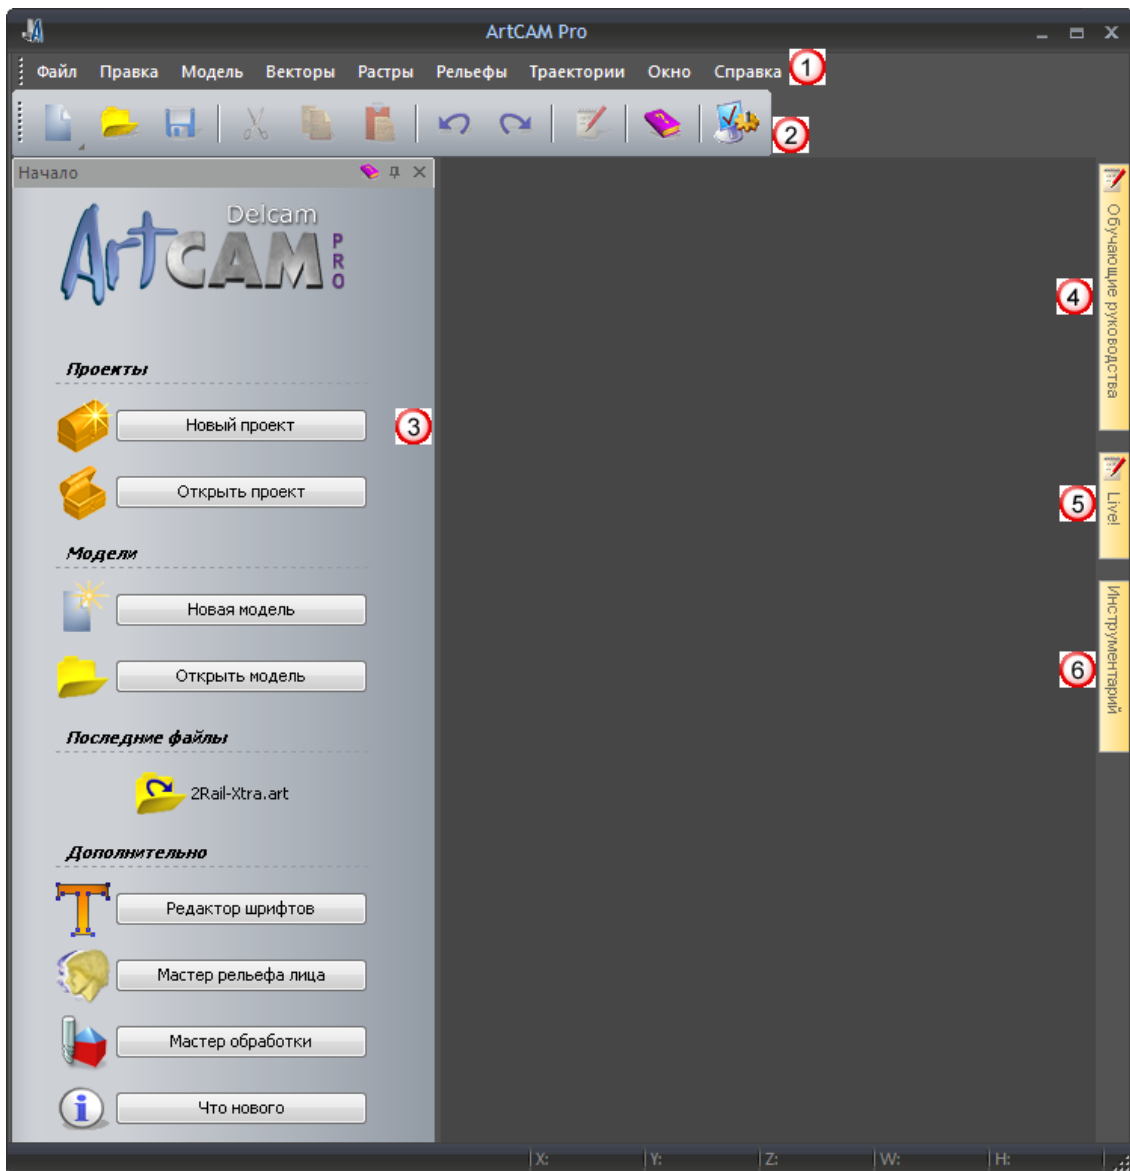 ArtCAM Pro
Файл Правка Модель Векторы Растры Рельефы Траектории Окно Справка 1
2
Начало
Delcam
ArtCAM PRO
Проекты
Новый проект 3
Открыть проект
Модели
Новая модель
Открыть модель
Последние файлы
2Rail-Xtra.art
Дополнительно
Редактор шрифтов
Мастер рельефа лица
Мастер обработки
Что нового
4 Обучающие руководства
5 Live!
6 Инструментарий
X: Y: Z: W: H: